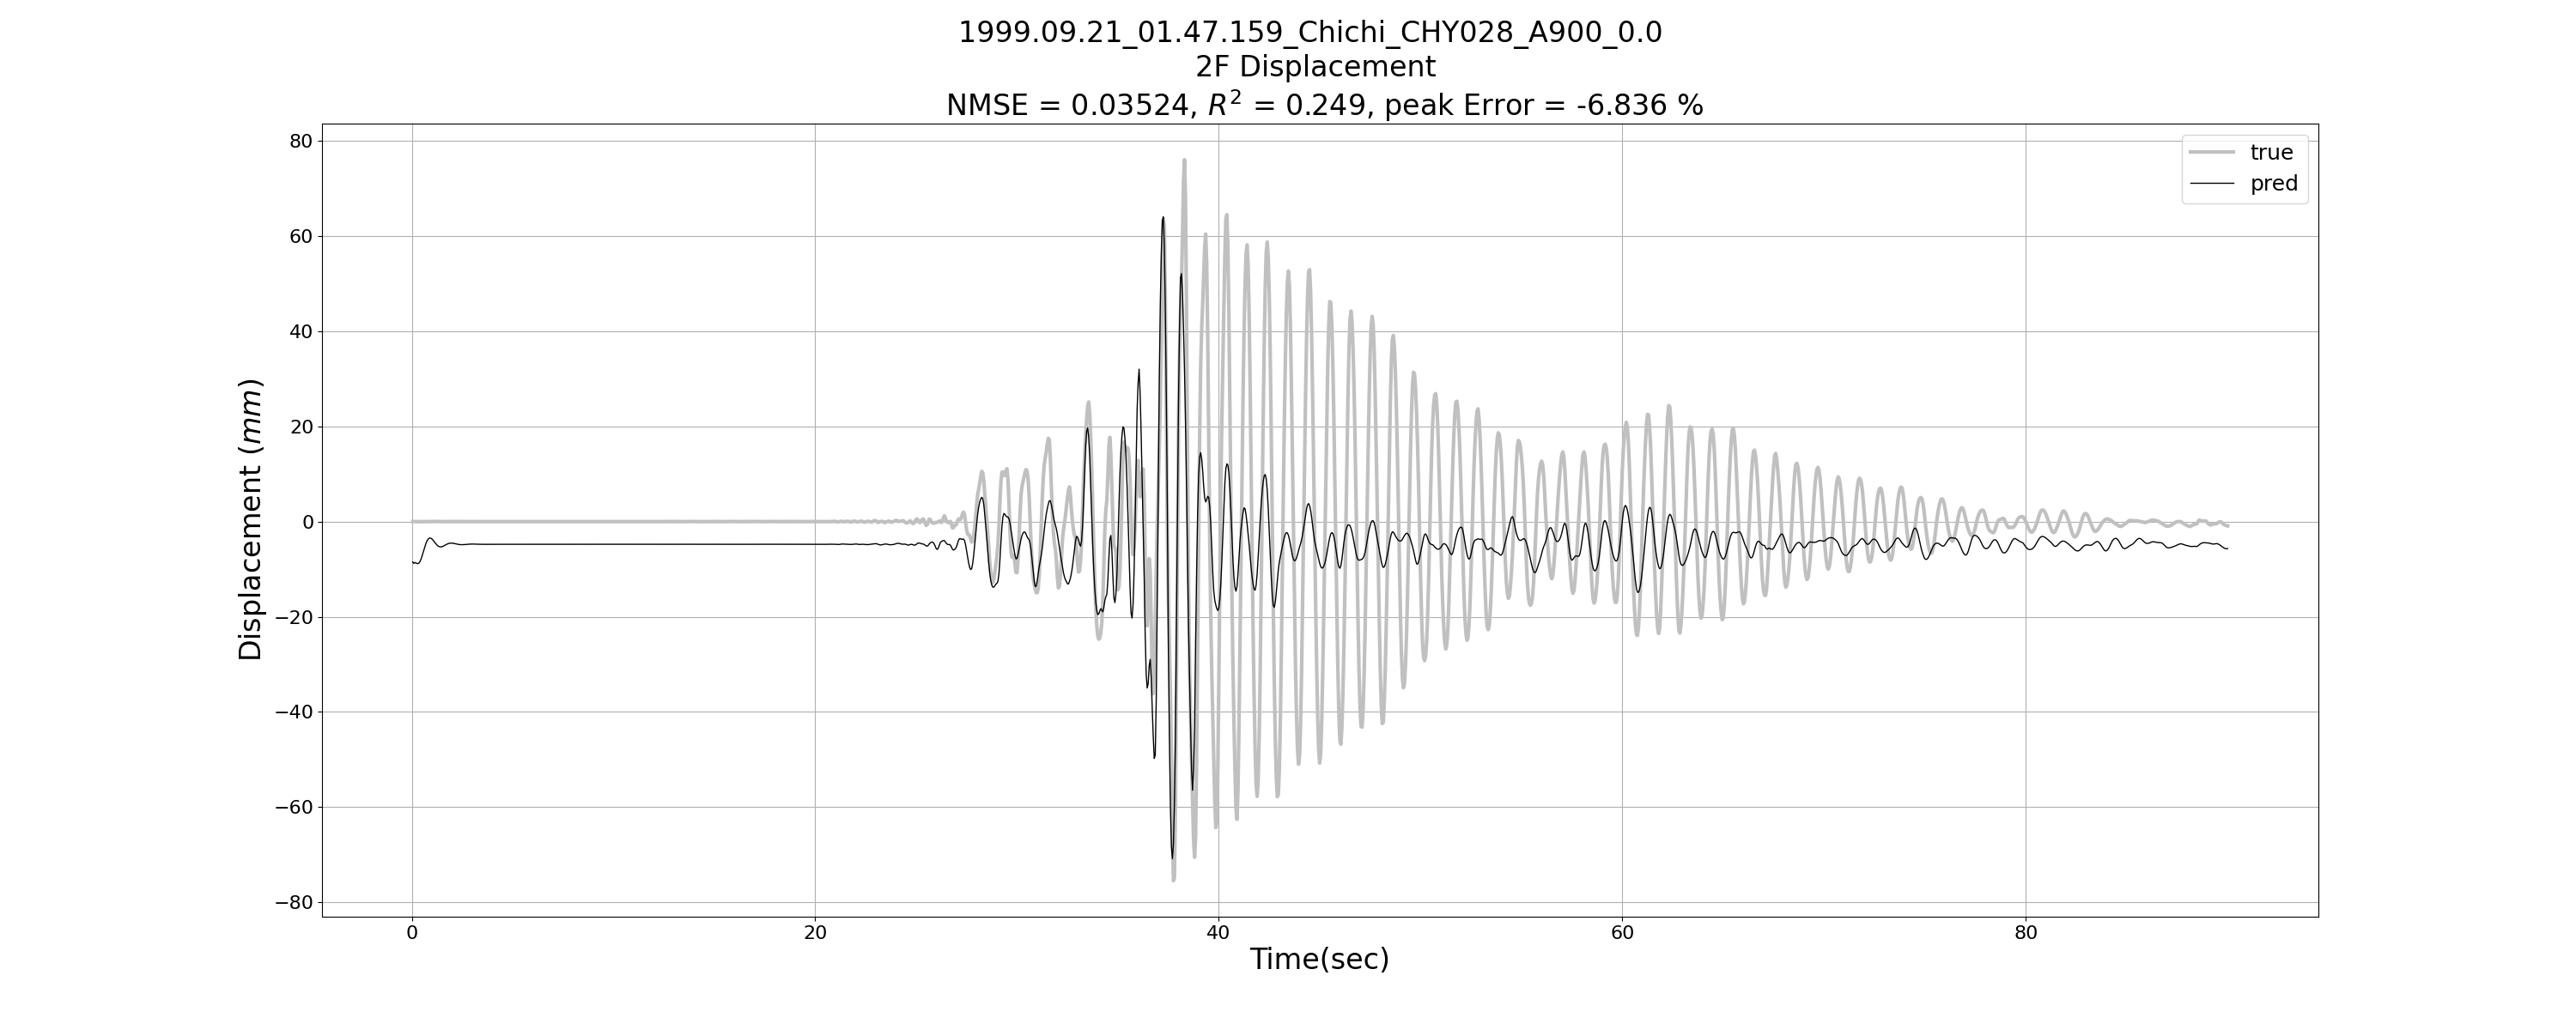 1999.09.21_01.47.159_Chichi_CHY028_A900_0.0
2F Displacement
NMSE = 0.03524, R² = 0.249, peak Error = -6.836 %
80
60
40
20
0
−20
−40
−60
−80
Displacement (mm)
true
pred
0 20 40 60 80
Time(sec)